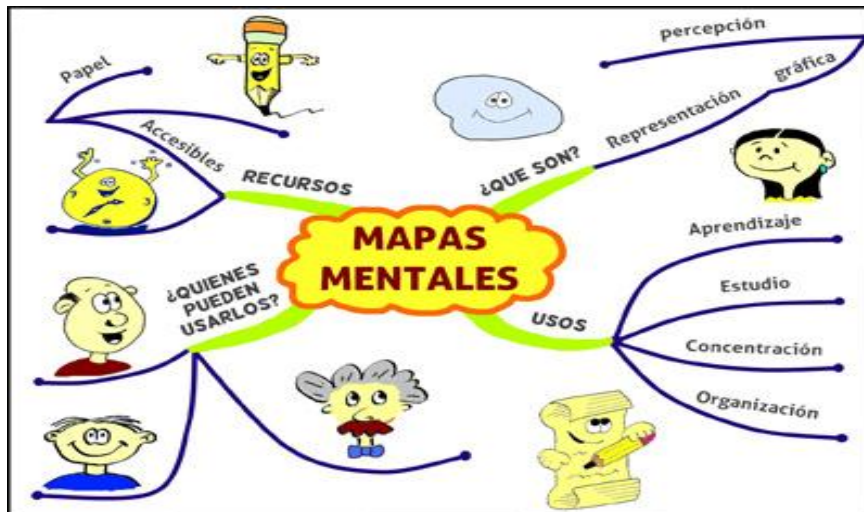 MAPAS
MENTALES
¿QUE SON?
Representación
gráfica
percepción
USOS
Aprendizaje
Estudio
Concentración
Organización
¿QUIENES
PUEDEN
USARLOS?
RECURSOS
Accesibles
Papel